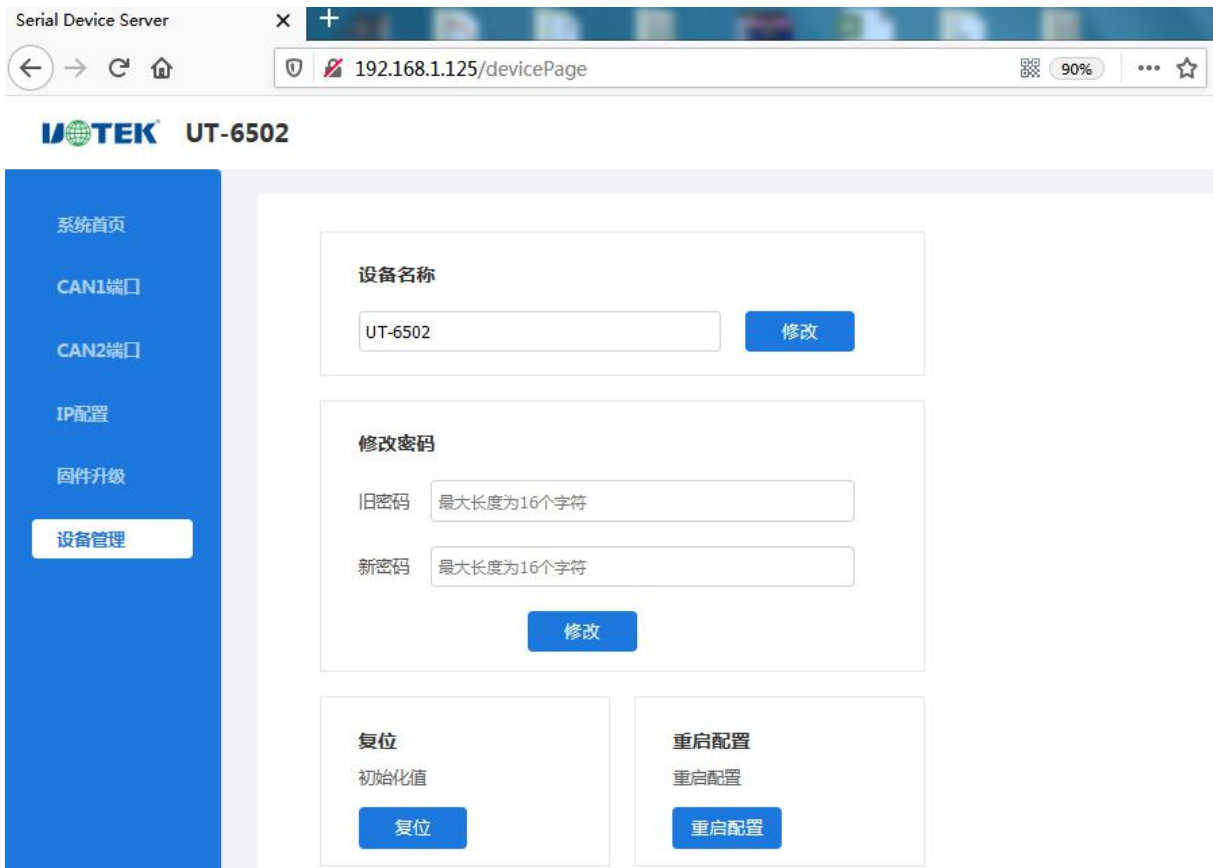 Serial Device Server
192.168.1.125/devicePage
90%
UOTEK UT-6502
系统首页
CAN1端口
CAN2端口
IP配置
固件升级
设备管理
设备名称
UT-6502
修改
修改密码
旧密码 最大长度为16个字符
新密码 最大长度为16个字符
修改
复位
初始化值
复位
重启配置
重启配置
重启配置